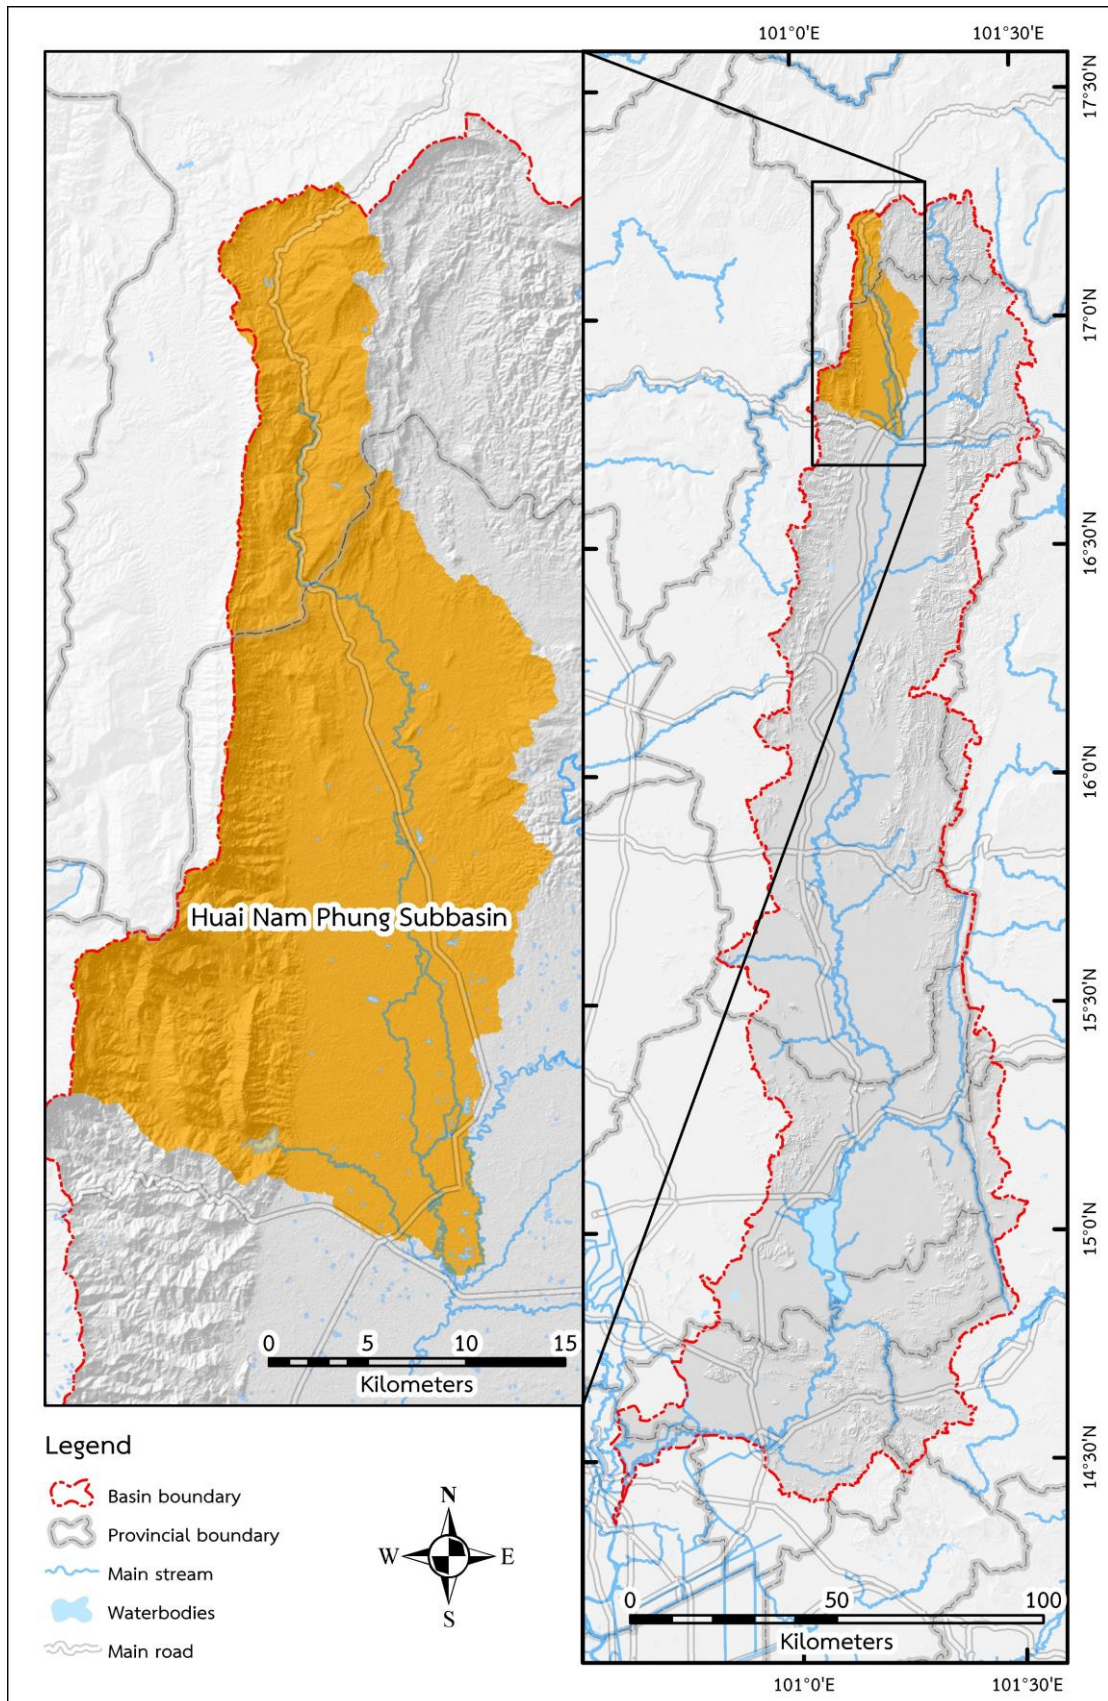 101°0'E 101°30'E
17°30'N
17°0'N
16°30'N
16°0'N
15°30'N
15°0'N
14°30'N
Huai Nam Phung Subbasin
0 5 10 15
Kilometers
Legend
Basin boundary
Provincial boundary
Main stream
Waterbodies
Main road
N
W E
S
0 50 100
Kilometers
101°0'E 101°30'E